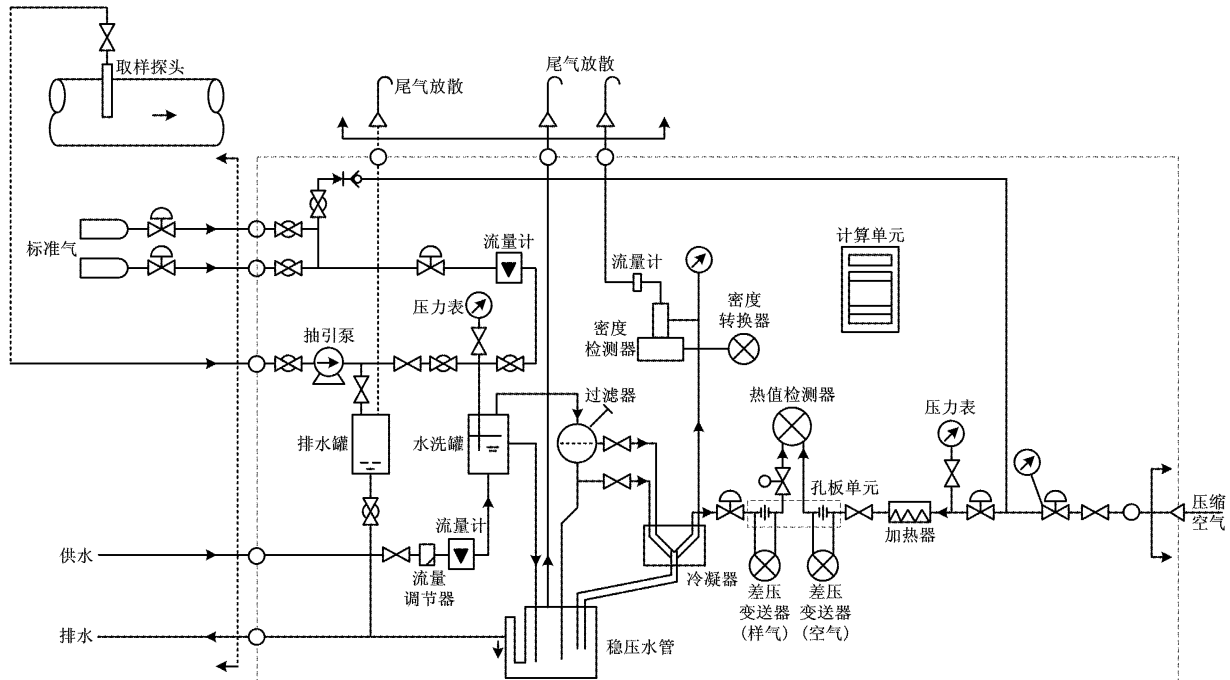 取样探头
尾气放散
尾气放散
标准气
流量计
计算单元
流量计
压力表
密度
转换器
抽引泵
密度
检测器
过滤器
热值检测器
压力表
排水罐
水洗罐
孔板单元
压缩
空气
流量计
加热器
供水
冷凝器
流量
调节器
差压
变送器
(样气)
差压
变送器
(空气)
排水
稳压水管